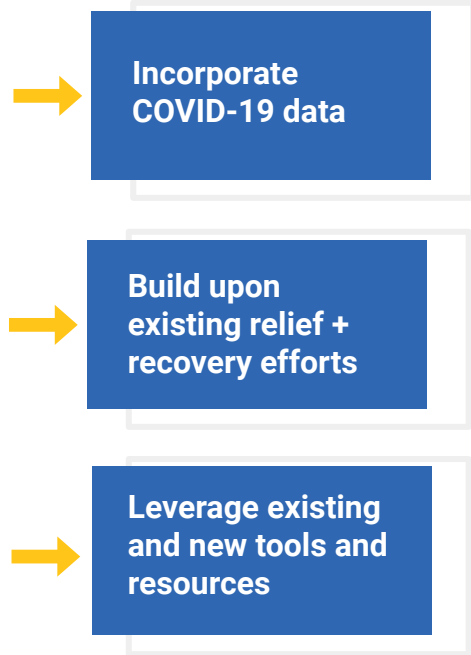 Incorporate
COVID-19 data
Build upon
existing relief +
recovery efforts
Leverage existing
and new tools and
resources